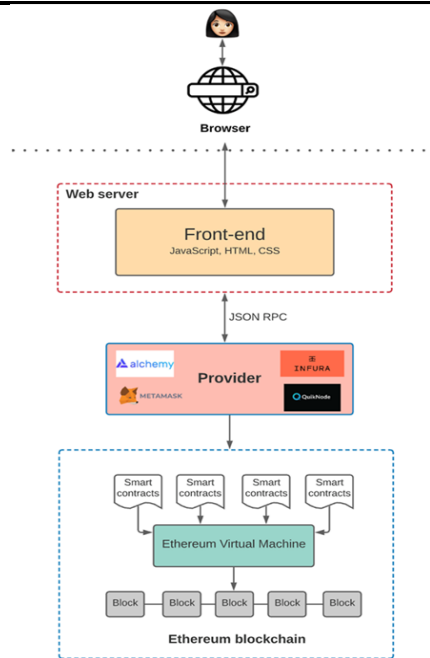 Browser
Web server
Front-end
JavaScript, HTML, CSS
JSON RPC
alchemy
INFURA
Provider
METAMASK
QuikNode
Smart
contracts
Smart
contracts
Smart
contracts
Smart
contracts
Ethereum Virtual Machine
Block
Block
Block
Block
Block
Ethereum blockchain